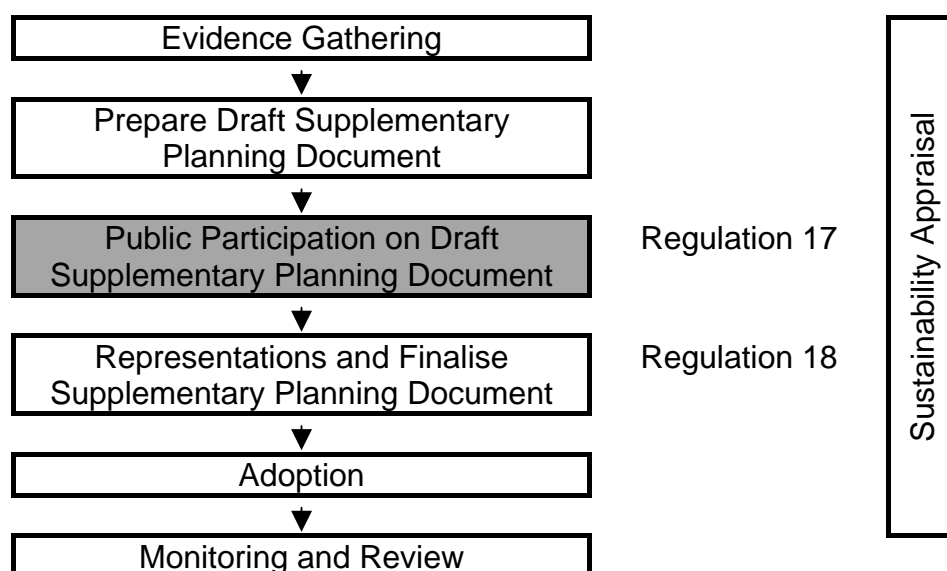 Evidence Gathering
Prepare Draft Supplementary
Planning Document
Public Participation on Draft
Supplementary Planning Document
Regulation 17
Representations and Finalise
Supplementary Planning Document
Regulation 18
Adoption
Monitoring and Review
Sustainability Appraisal